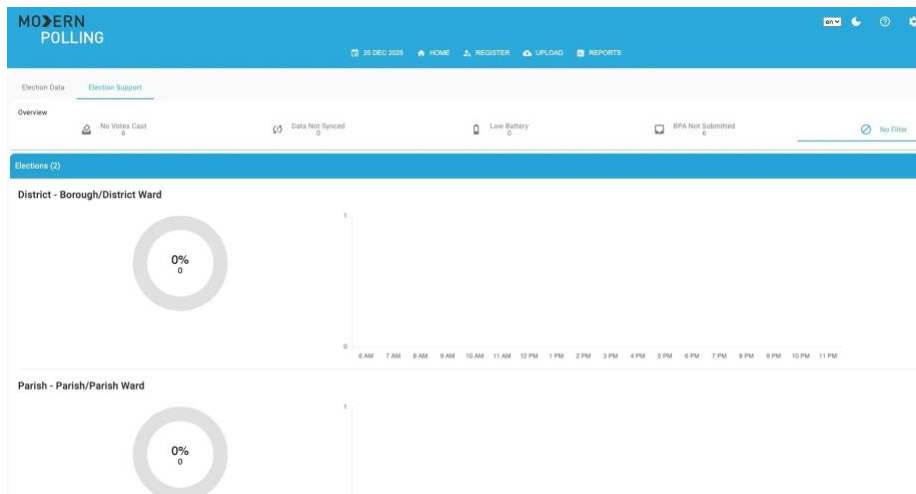 MODERN
POLLING
en
25 DEC 2025 HOME REGISTER UPLOAD REPORTS
Election Data Election Support
Overview
No Votes Cast
6
Data Not Synced
0
Low Battery
0
BPA Not Submitted
6
No Filter
Elections (2)
District - Borough/District Ward
1
0%
0
0
6 AM 7 AM 8 AM 9 AM 10 AM 11 AM 12 PM 1 PM 2 PM 3 PM 4 PM 5 PM 6 PM 7 PM 8 PM 9 PM 10 PM 11 PM
Parish - Parish/Parish Ward
1
0%
0